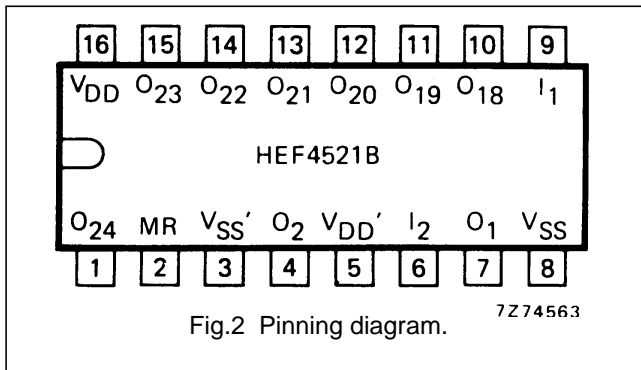 16 15 14 13 12 11 10 9
VDD O23 O22 O21 O20 O19 O18 I1
HEF4521B
O24 MR VSS' O2 VDD' I2 O1 VSS
1 2 3 4 5 6 7 8
7Z74563
Fig.2 Pinning diagram.